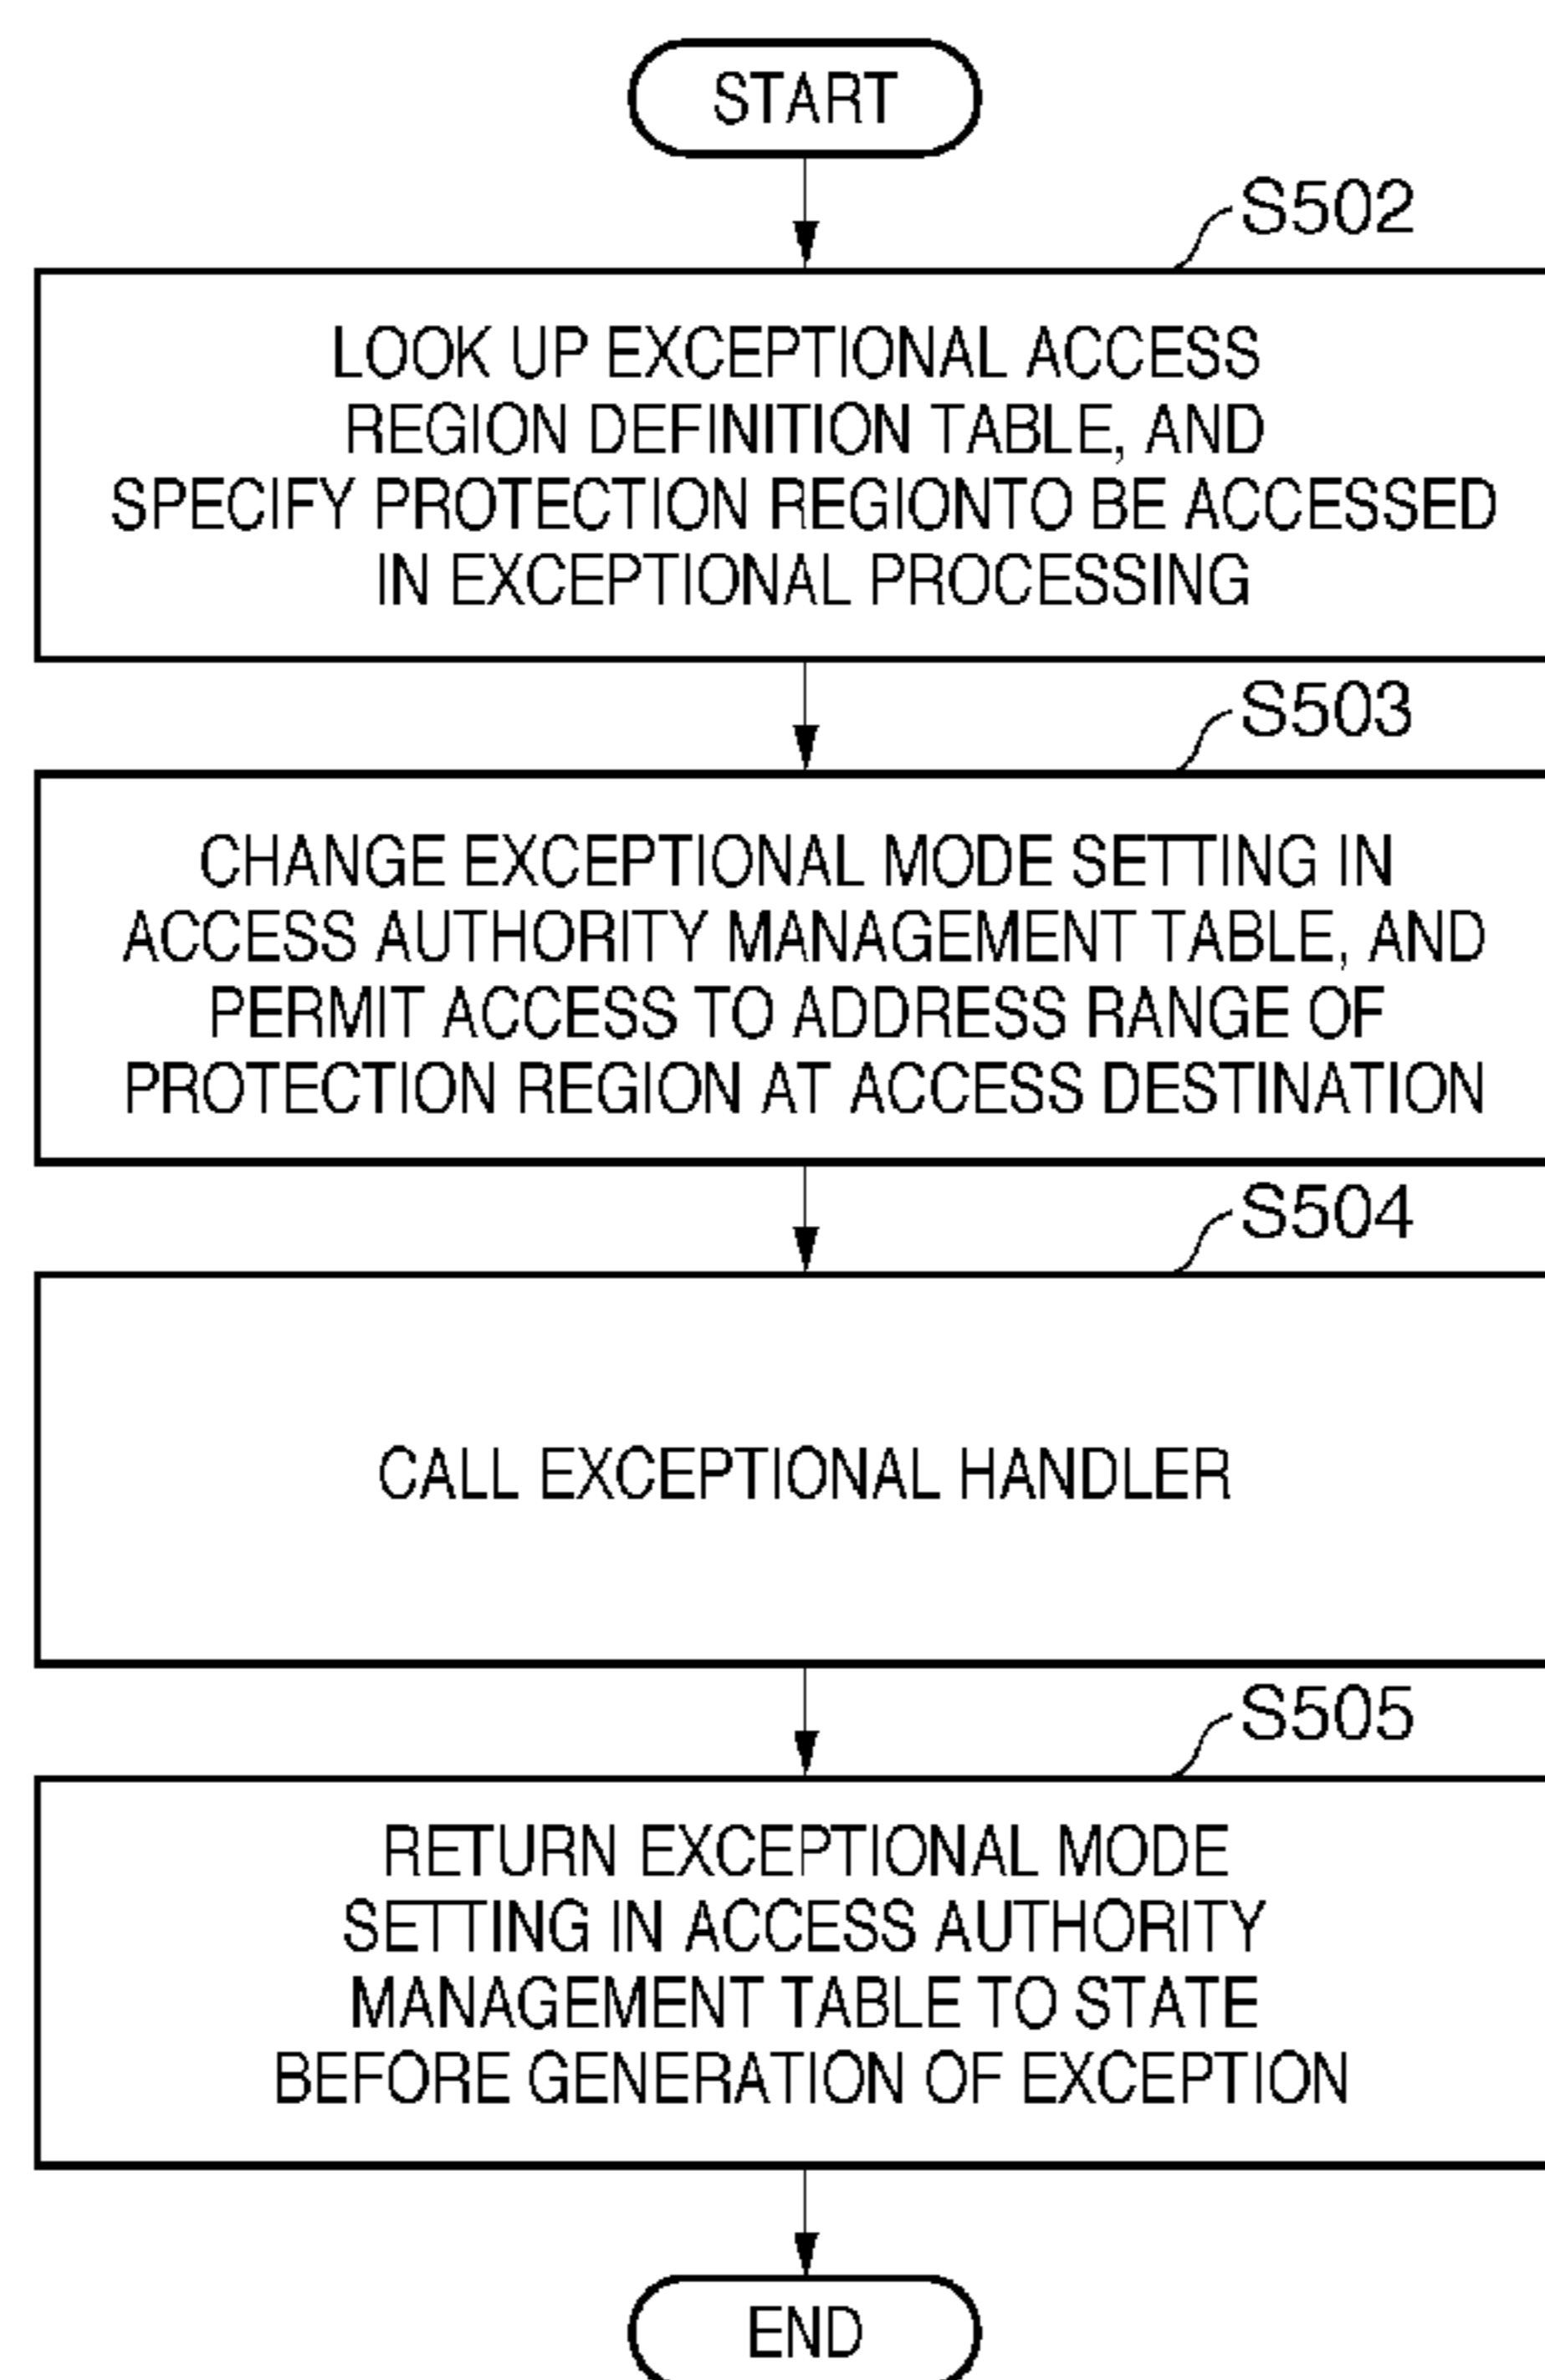 START
S502
LOOK UP EXCEPTIONAL ACCESS
REGION DEFINITION TABLE, AND
SPECIFY PROTECTION REGIONTO BE ACCESSED
IN EXCEPTIONAL PROCESSING
S503
CHANGE EXCEPTIONAL MODE SETTING IN
ACCESS AUTHORITY MANAGEMENT TABLE, AND
PERMIT ACCESS TO ADDRESS RANGE OF
PROTECTION REGION AT ACCESS DESTINATION
S504
CALL EXCEPTIONAL HANDLER
S505
RETURN EXCEPTIONAL MODE
SETTING IN ACCESS AUTHORITY
MANAGEMENT TABLE TO STATE
BEFORE GENERATION OF EXCEPTION
END